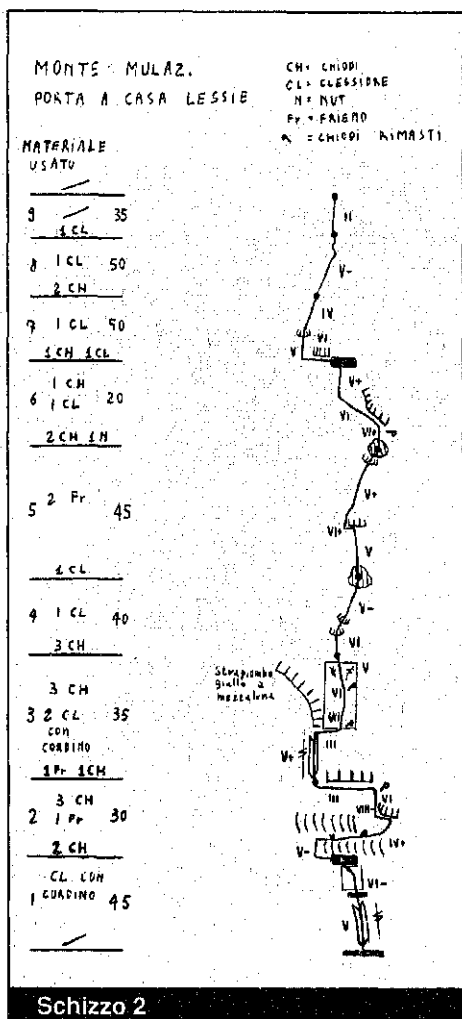 MONTE MULAZ.
PORTA A CASA LESSIE
CH= CHIODI
CL= CLESSIDRE
N= NUT
Fr.= FRIEND
= CHIODI RIMASTI
MATERIALE
USATO
9 35
1 CL
8 1 CL 50
2 CH
7 1 CL 50
1 CH 1 CL
1 CH
6 1 CL 20
2 CH 1 N
5 2 Fr. 45
1 CL
4 1 CL 40
3 CH
3 CH
3 2 CL 35
CON
CORDINO
1 Fr 1 CH
3 CH
2 1 Fr 30
2 CH
CL. CON
1 CORDINO 45
II
V-
IV
VI
V
V+
VI
VI+
V+
VI+
V
V-
VI
V
VI
VII
Strapiombo
giallo a
mezzaluna
III
V+
III
VI
V-
IV+
VI-
V
Schizzo 2